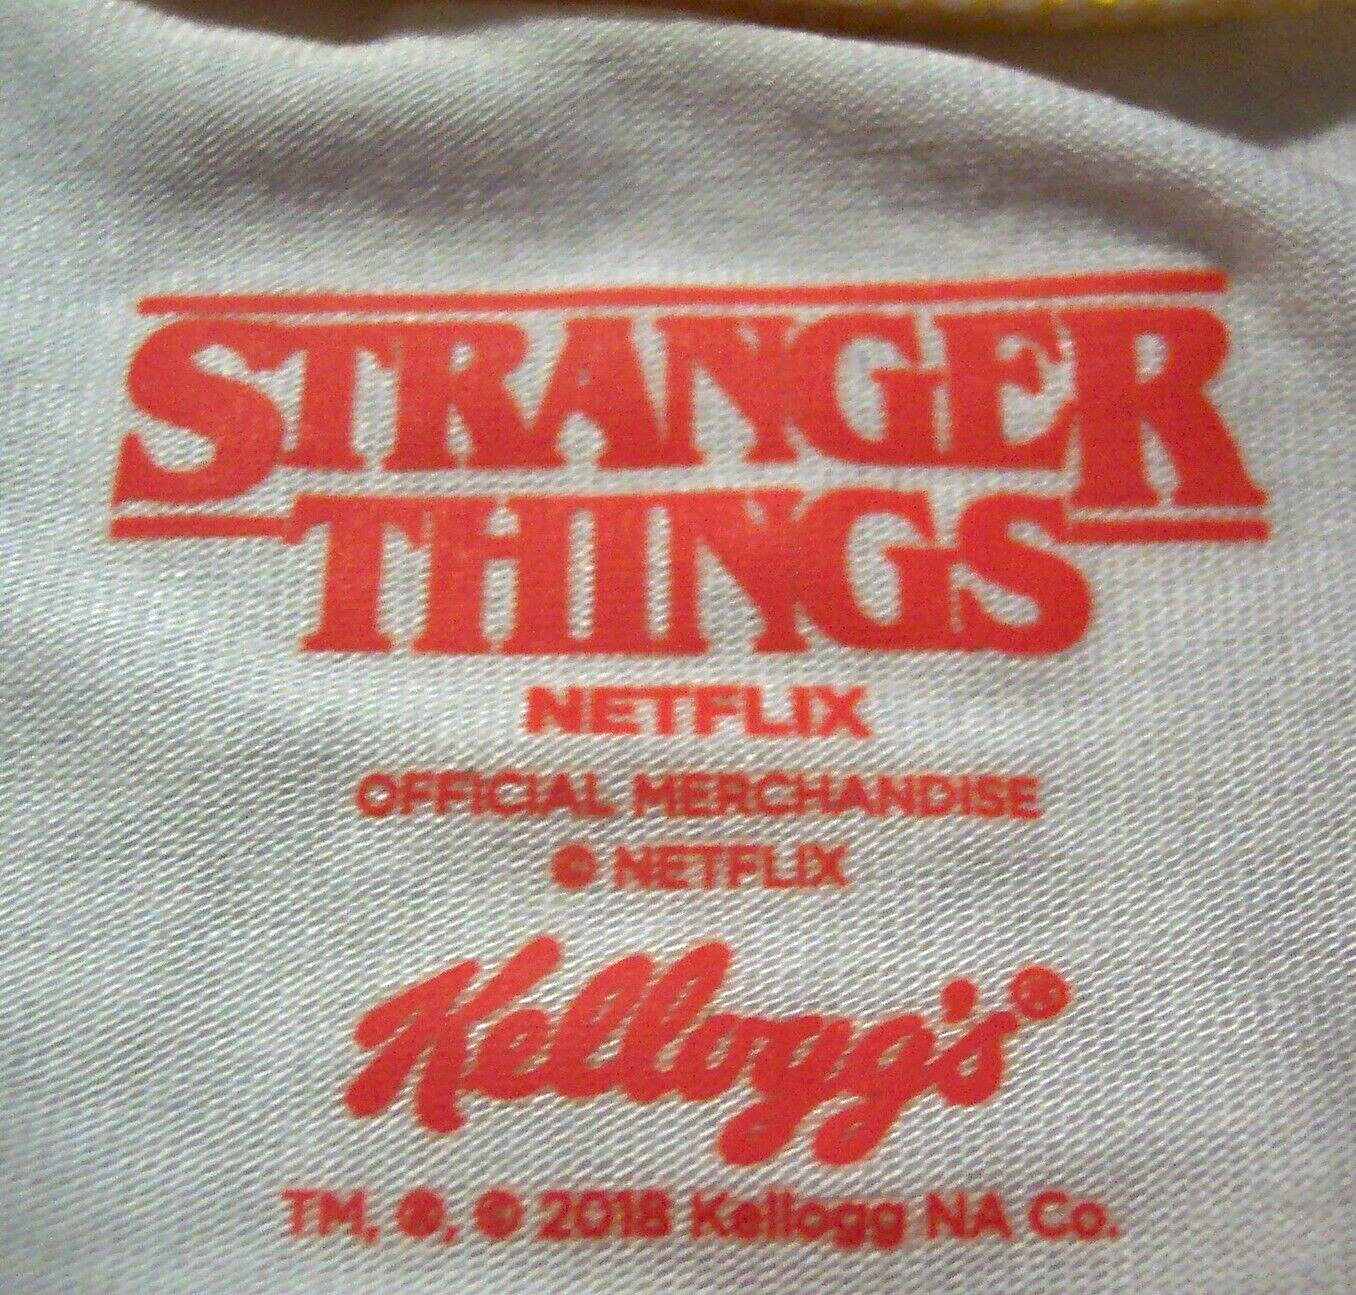 STRANGER
THINGS
NETFLIX
OFFICIAL MERCHANDISE
© NETFLIX
Kellogg's®
TM, ®, © 2018 Kellogg NA Co.